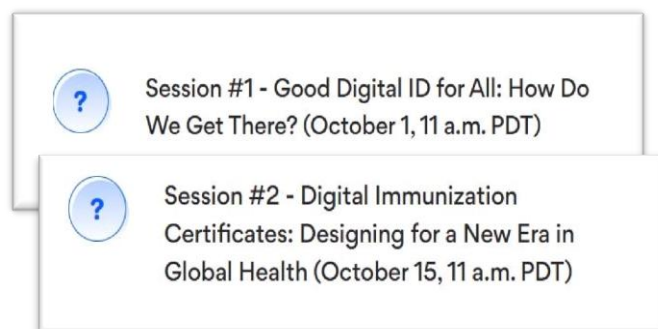 ?
Session #1 - Good Digital ID for All: How Do
We Get There? (October 1, 11 a.m. PDT)
?
Session #2 - Digital Immunization
Certificates: Designing for a New Era in
Global Health (October 15, 11 a.m. PDT)